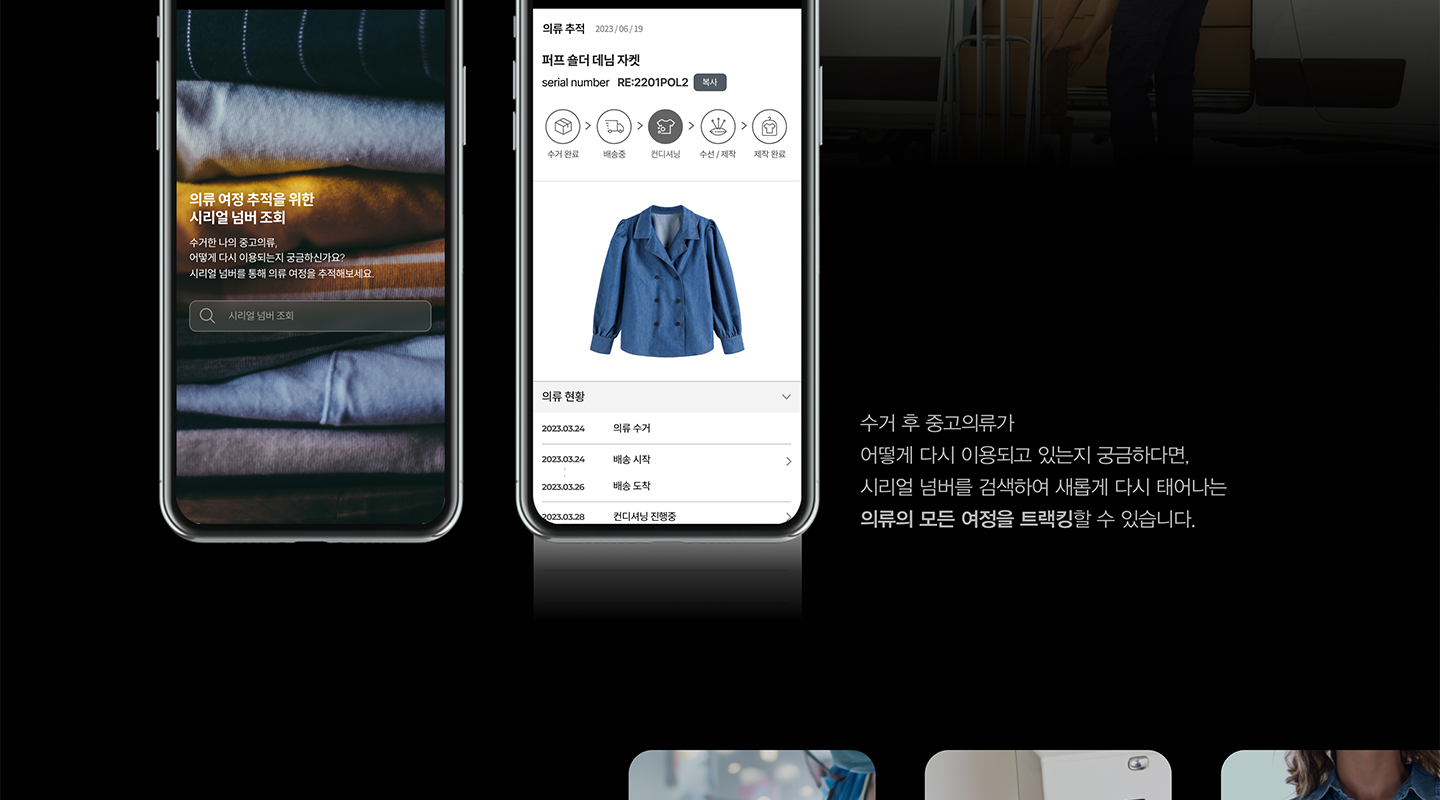 의류 여정 추적을 위한
시리얼 넘버 조회
수거한 나의 중고의류,
어떻게 다시 이용되는지 궁금하신가요?
시리얼 넘버를 통해 의류 여정을 추적해보세요.
시리얼 넘버 조회
의류 추적 2023 / 06 / 19
퍼프 숄더 데님 자켓
serial number RE:2201POL2 복사
수거 완료 배송중 컨디셔닝 수선 / 제작 제작 완료
의류 현황
2023.03.24 의류 수거
2023.03.24 배송 시작
2023.03.26 배송 도착
2023.03.28 컨디셔닝 진행중
수거 후 중고의류가
어떻게 다시 이용되고 있는지 궁금하다면,
시리얼 넘버를 검색하여 새롭게 다시 태어나는
의류의 모든 여정을 트랙킹할 수 있습니다.